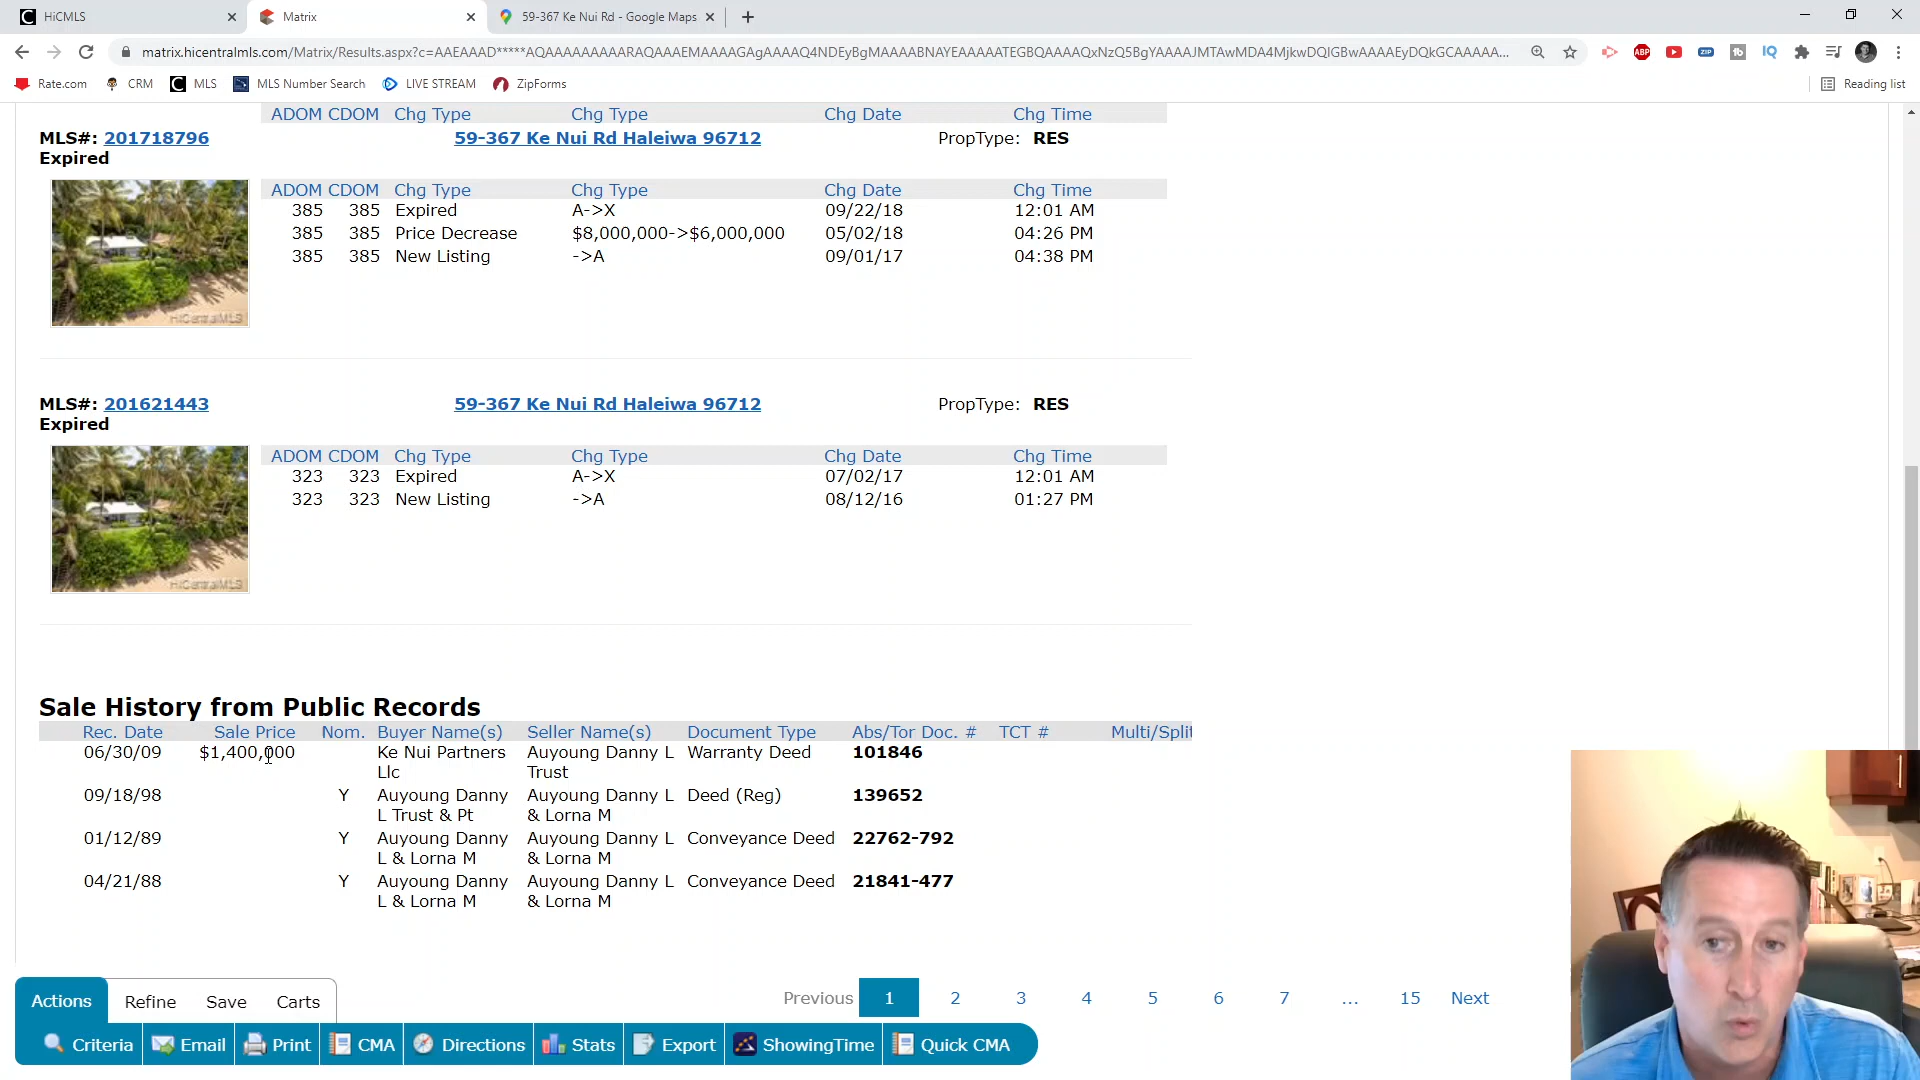 HiCMLS
Matrix
59-367 Ke Nui Rd - Google Maps
matrix.hicentralmls.com/Matrix/Results.aspx?c=AAEAAAD*****AQAAAAAAAAAARAQAAAEMAAAAGAgAAAAQ4NDEyBgMAAAABNAYEAAAAATEGBQAAAAQxNzQ5BgYAAAAJMTAwMDA4MjkwDQIGBwAAAAEyDQkGCAAAAA...
Rate.com CRM MLS MLS Number Search LIVE STREAM ZipForms Reading list
ADOM CDOM Chg Type Chg Type Chg Date Chg Time
MLS#: 201718796 59-367 Ke Nui Rd Haleiwa 96712 PropType: RES
Expired
ADOM CDOM Chg Type Chg Type Chg Date Chg Time
385 385 Expired A->X 09/22/18 12:01 AM
385 385 Price Decrease $8,000,000->$6,000,000 05/02/18 04:26 PM
385 385 New Listing ->A 09/01/17 04:38 PM
HiCentralMLS
MLS#: 201621443 59-367 Ke Nui Rd Haleiwa 96712 PropType: RES
Expired
ADOM CDOM Chg Type Chg Type Chg Date Chg Time
323 323 Expired A->X 07/02/17 12:01 AM
323 323 New Listing ->A 08/12/16 01:27 PM
HiCentralMLS
Sale History from Public Records
Rec. Date Sale Price Nom. Buyer Name(s) Seller Name(s) Document Type Abs/Tor Doc. # TCT # Multi/Split
06/30/09 $1,400,000 Ke Nui Partners Auyoung Danny L Warranty Deed 101846
Llc Trust
09/18/98 Y Auyoung Danny Auyoung Danny L Deed (Reg) 139652
L Trust & Pt & Lorna M
01/12/89 Y Auyoung Danny Auyoung Danny L Conveyance Deed 22762-792
L & Lorna M & Lorna M
04/21/88 Y Auyoung Danny Auyoung Danny L Conveyance Deed 21841-477
L & Lorna M & Lorna M
Actions Refine Save Carts Previous 1 2 3 4 5 6 7 ... 15 Next
Criteria Email Print CMA Directions Stats Export ShowingTime Quick CMA